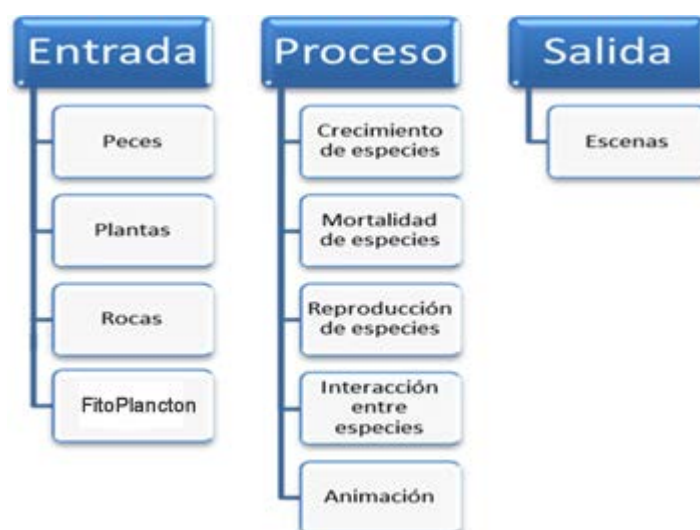 Entrada
Peces
Plantas
Rocas
FitoPlancton
Proceso
Crecimiento
de especies
Mortalidad
de especies
Reproducción
de especies
Interacción
entre
especies
Animación
Salida
Escenas